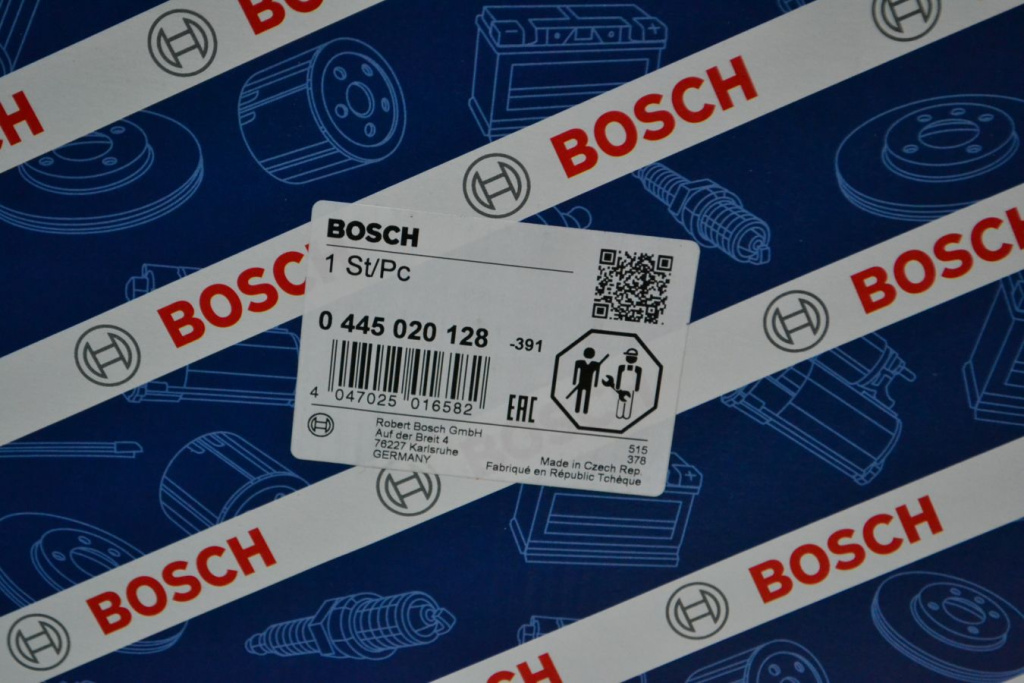 BOSCH
BOSCH
BOSCH
BOSCH
BOSCH
BOSCH
1 St/Pc
0 445 020 128 -391
4 047025 016582
EAC
Robert Bosch GmbH
Auf der Breit 4
76227 Karlsruhe
GERMANY
515
378
Made in Czech Rep.
Fabriqué en République Tchèque
BOSCH
BOSCH